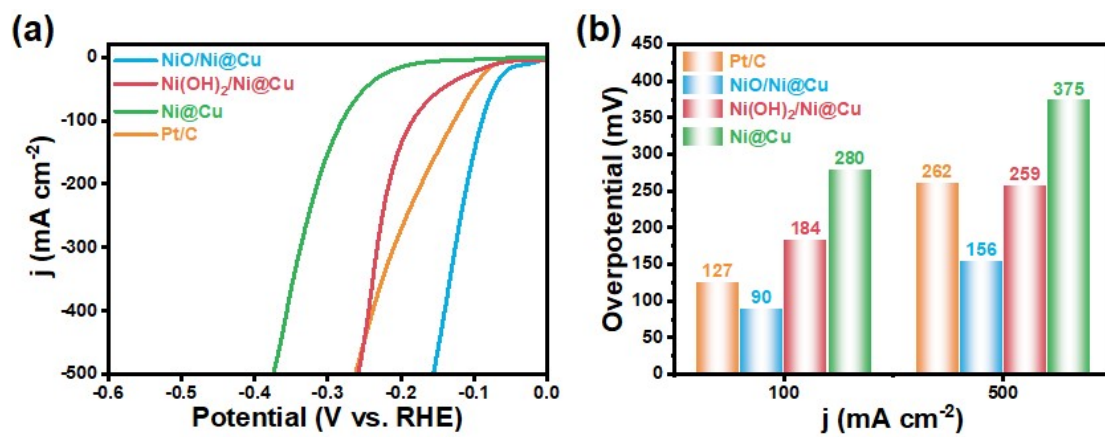 (a)
NiO/Ni@Cu
Ni(OH)₂/Ni@Cu
Ni@Cu
Pt/C
0
-100
-200
-300
-400
-500
j (mA cm⁻²)
-0.6 -0.5 -0.4 -0.3 -0.2 -0.1 0.0
Potential (V vs. RHE)
(b)
Pt/C
NiO/Ni@Cu
Ni(OH)₂/Ni@Cu
Ni@Cu
450
400
350
300
250
200
150
100
50
0
Overpotential (mV)
127
90
184
280
262
156
259
375
100 500
j (mA cm⁻²)